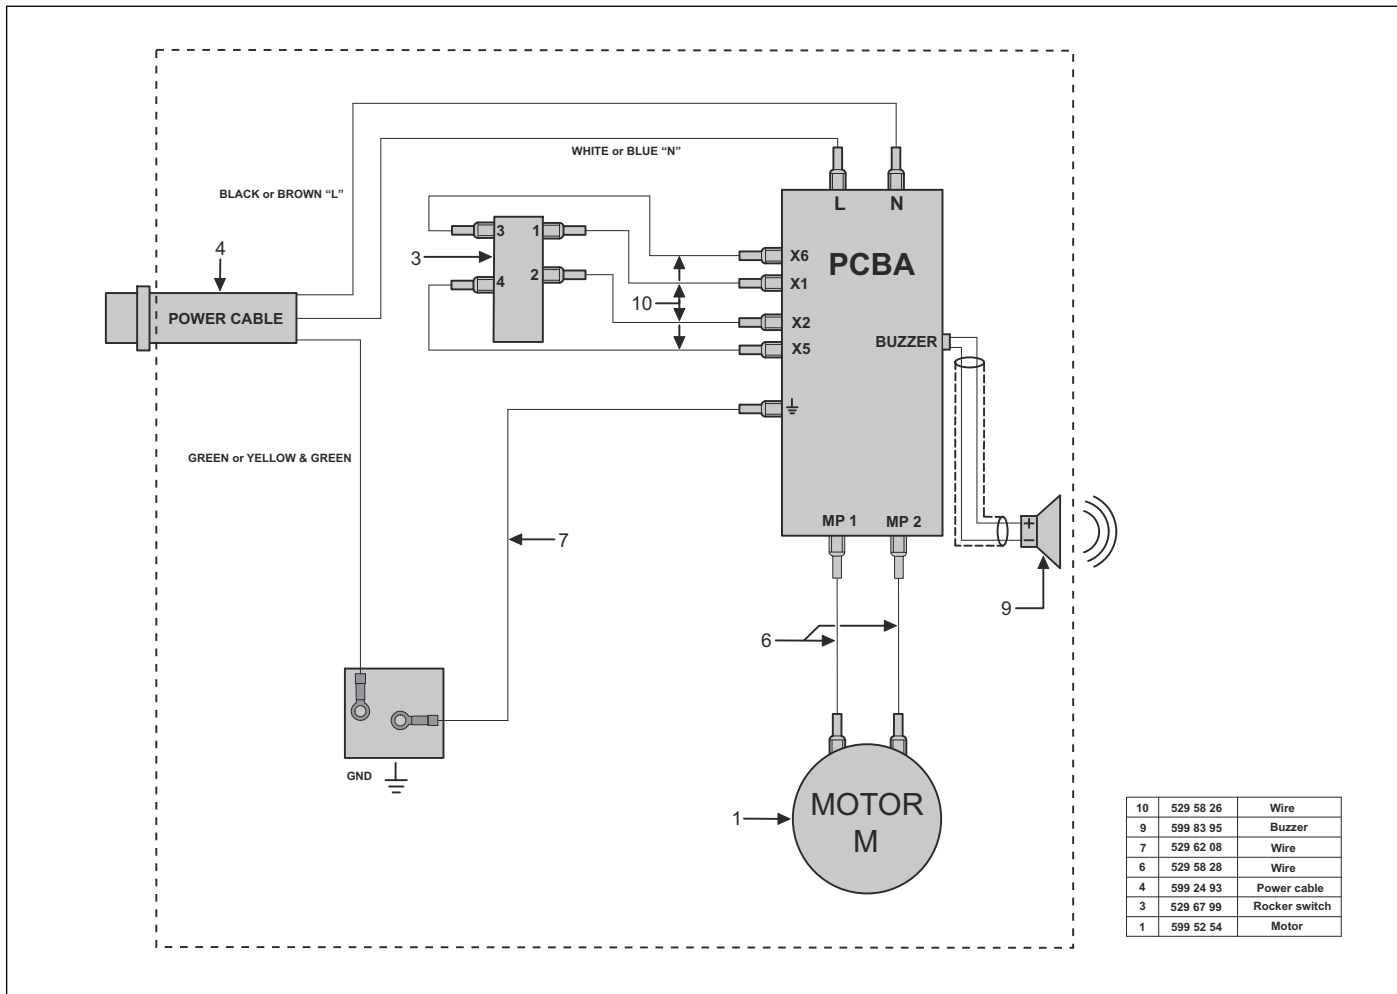 WHITE or BLUE “N”
BLACK or BROWN “L”
L N
4
3 1
3
2
4
X6
PCBA
X1
10
X2
X5
POWER CABLE
BUZZER
GREEN or YELLOW & GREEN
MP 1 MP 2
7
+
−
9
6
GND
MOTOR
M
1
10 529 58 26 Wire
9 599 83 95 Buzzer
7 529 62 08 Wire
6 529 58 28 Wire
4 599 24 93 Power cable
3 529 67 99 Rocker switch
1 599 52 54 Motor